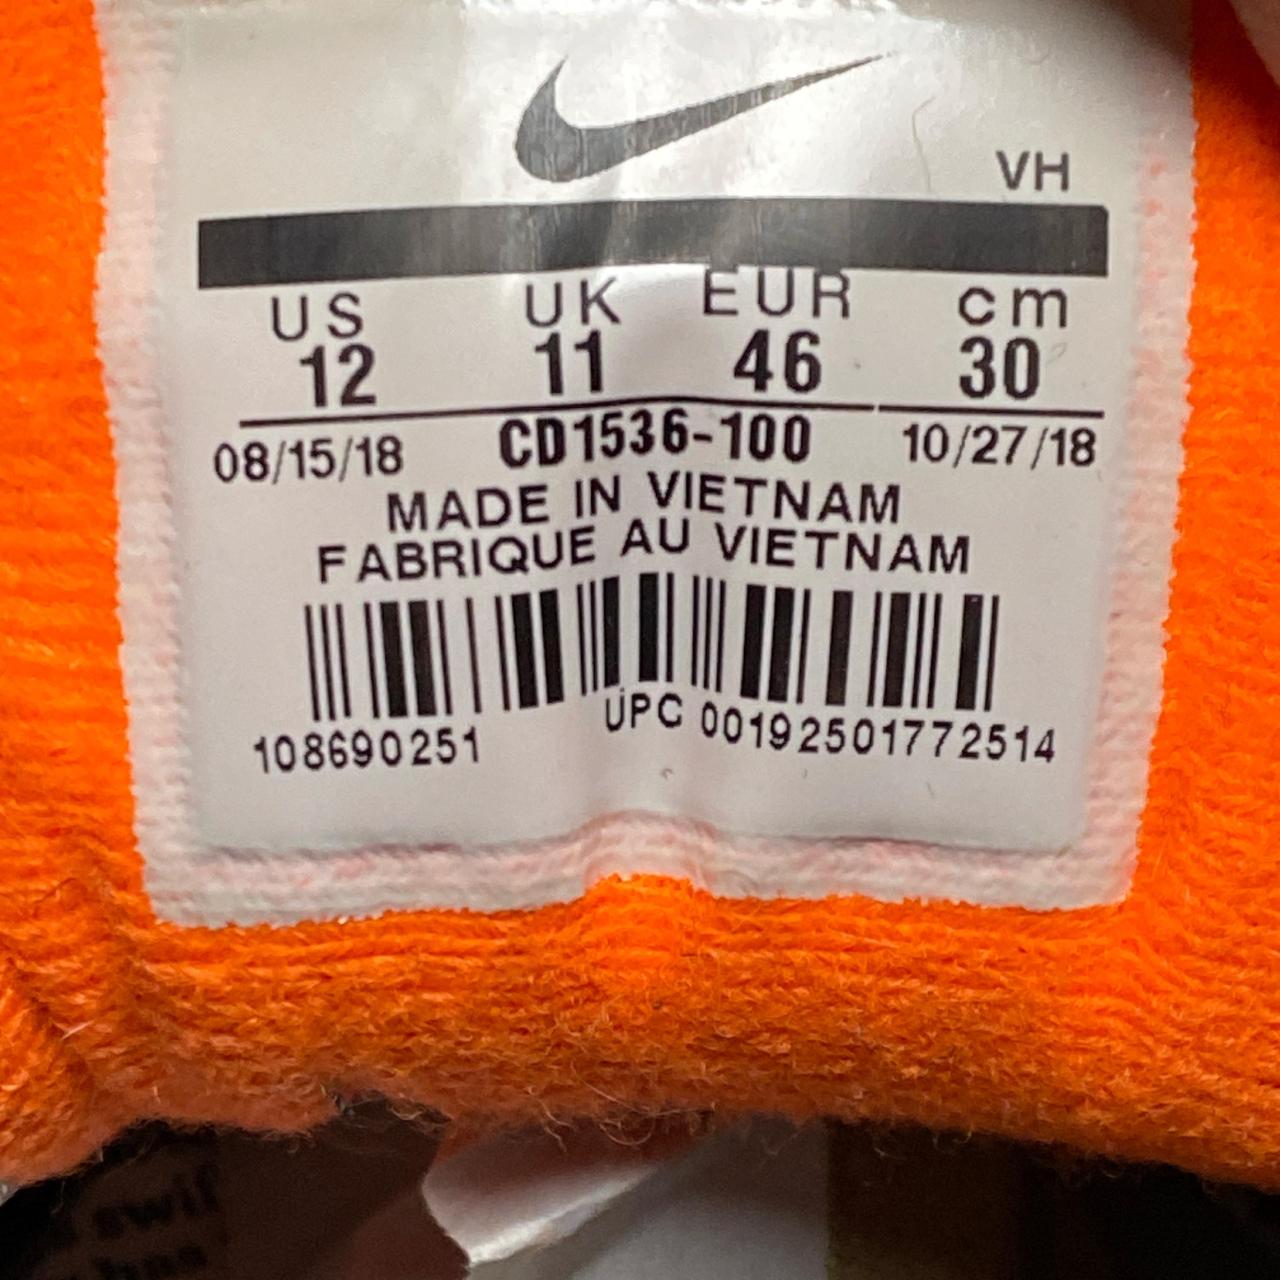 VH
US UK EUR cm
12 11 46 30
08/15/18 CD1536-100 10/27/18
MADE IN VIETNAM
FABRIQUE AU VIETNAM
108690251 UPC 00192501772514
swif